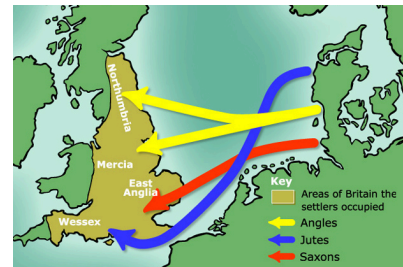 Northumbria
Mercia
East
Anglia
Wessex
Key
Areas of Britain the
settlers occupied
Angles
Jutes
Saxons